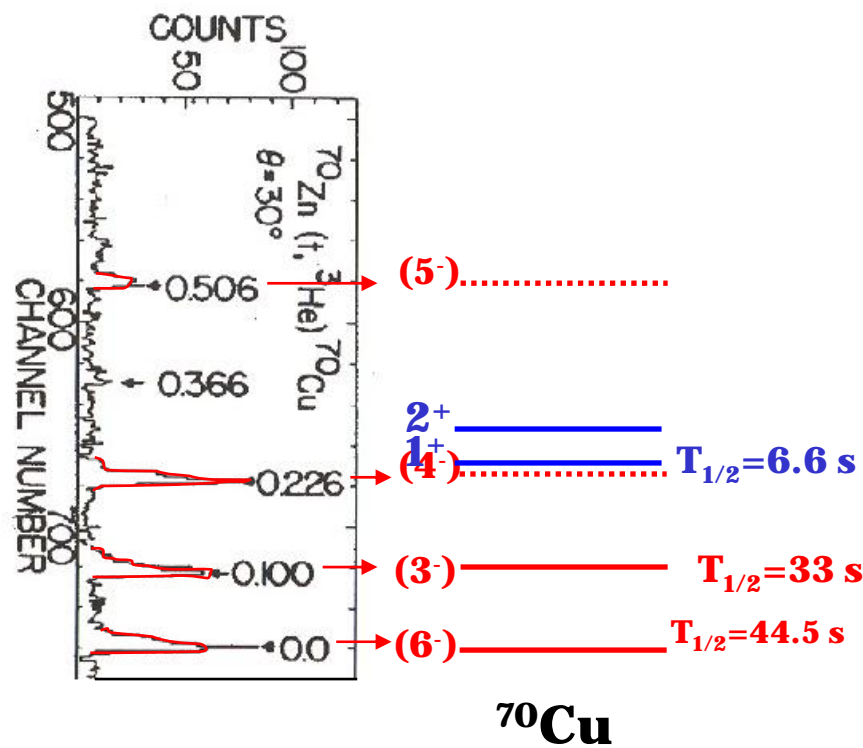 COUNTS
50
100
500
600
700
CHANNEL NUMBER
⁷⁰Zn (t, ³He) ⁷⁰Cu
θ=30°
0.506
0.366
0.226
0.100
0.0
(5⁻)
2⁺
1⁺
(4⁻)
T₁/₂=6.6 s
(3⁻)
T₁/₂=33 s
(6⁻)
T₁/₂=44.5 s
⁷⁰Cu